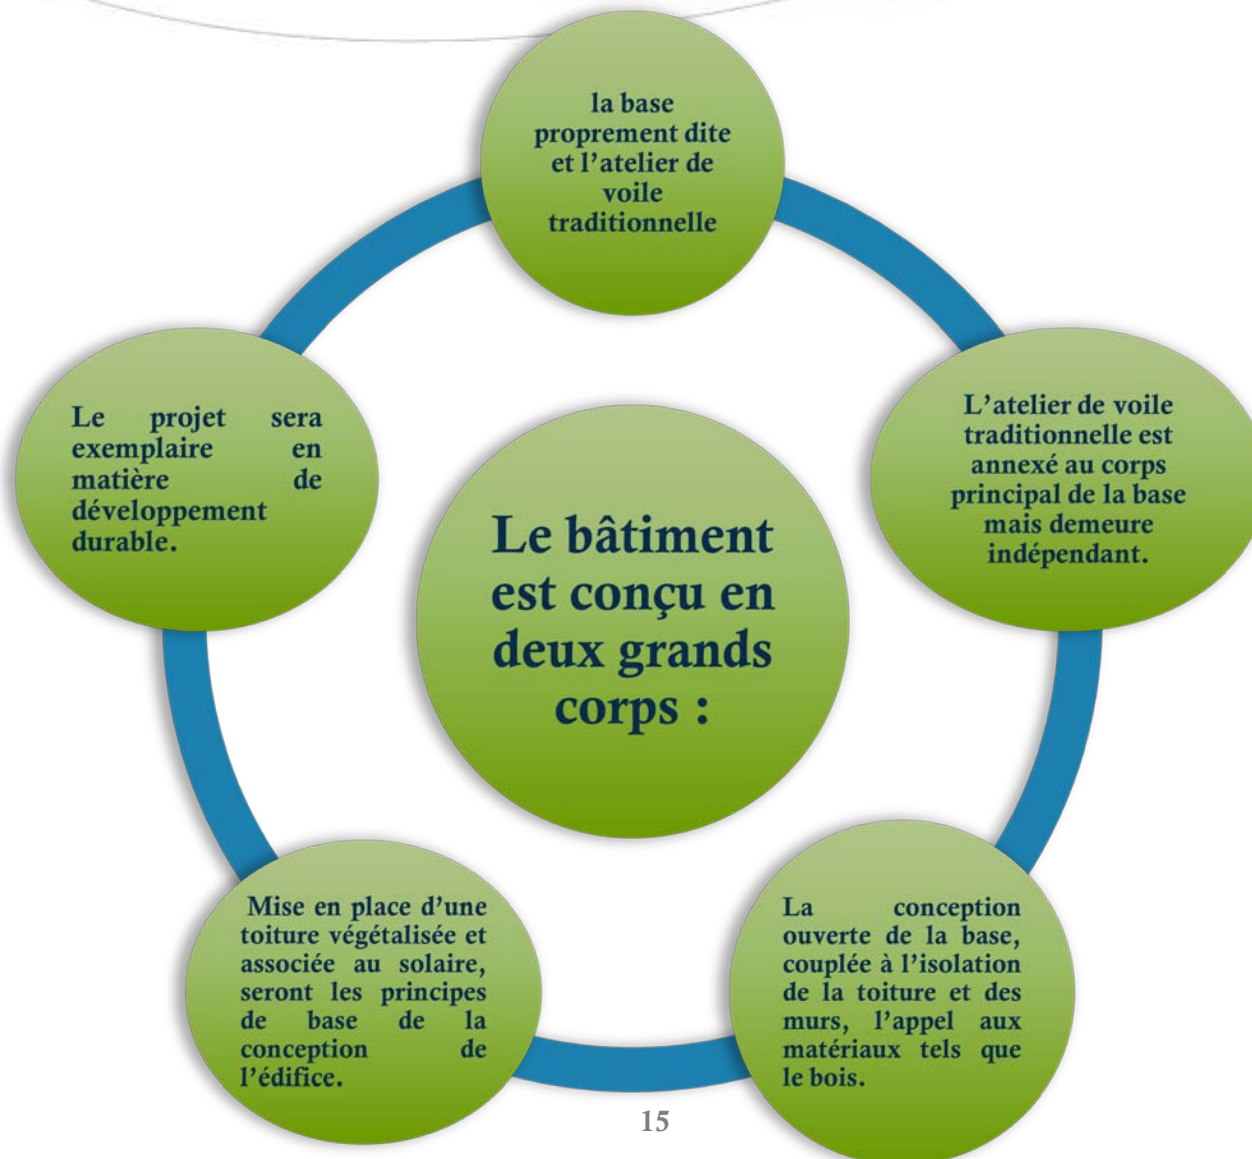 la base
proprement dite
et l'atelier de
voile
traditionnelle
L'atelier de voile
traditionnelle est
annexé au corps
principal de la base
mais demeure
indépendant.
La conception
ouverte de la base,
couplée à l'isolation
de la toiture et des
murs, l'appel aux
matériaux tels que
le bois.
Mise en place d'une
toiture végétalisée et
associée au solaire,
seront les principes
de base de la
conception de
l'édifice.
Le projet sera
exemplaire en
matière de
développement
durable.
Le bâtiment
est conçu en
deux grands
corps :
15